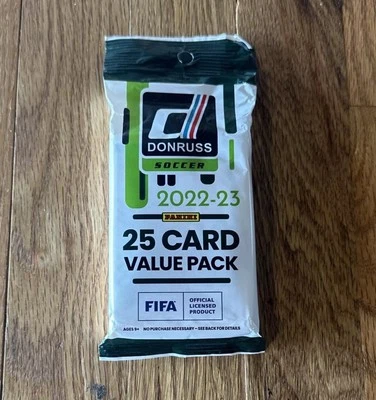 d
DONRUSS
SOCCER
2022-23
PANINI
25 CARD
VALUE PACK
FIFA®
OFFICIAL
LICENSED
PRODUCT
AGES 9+ NO PURCHASE NECESSARY - SEE BACK FOR DETAILS